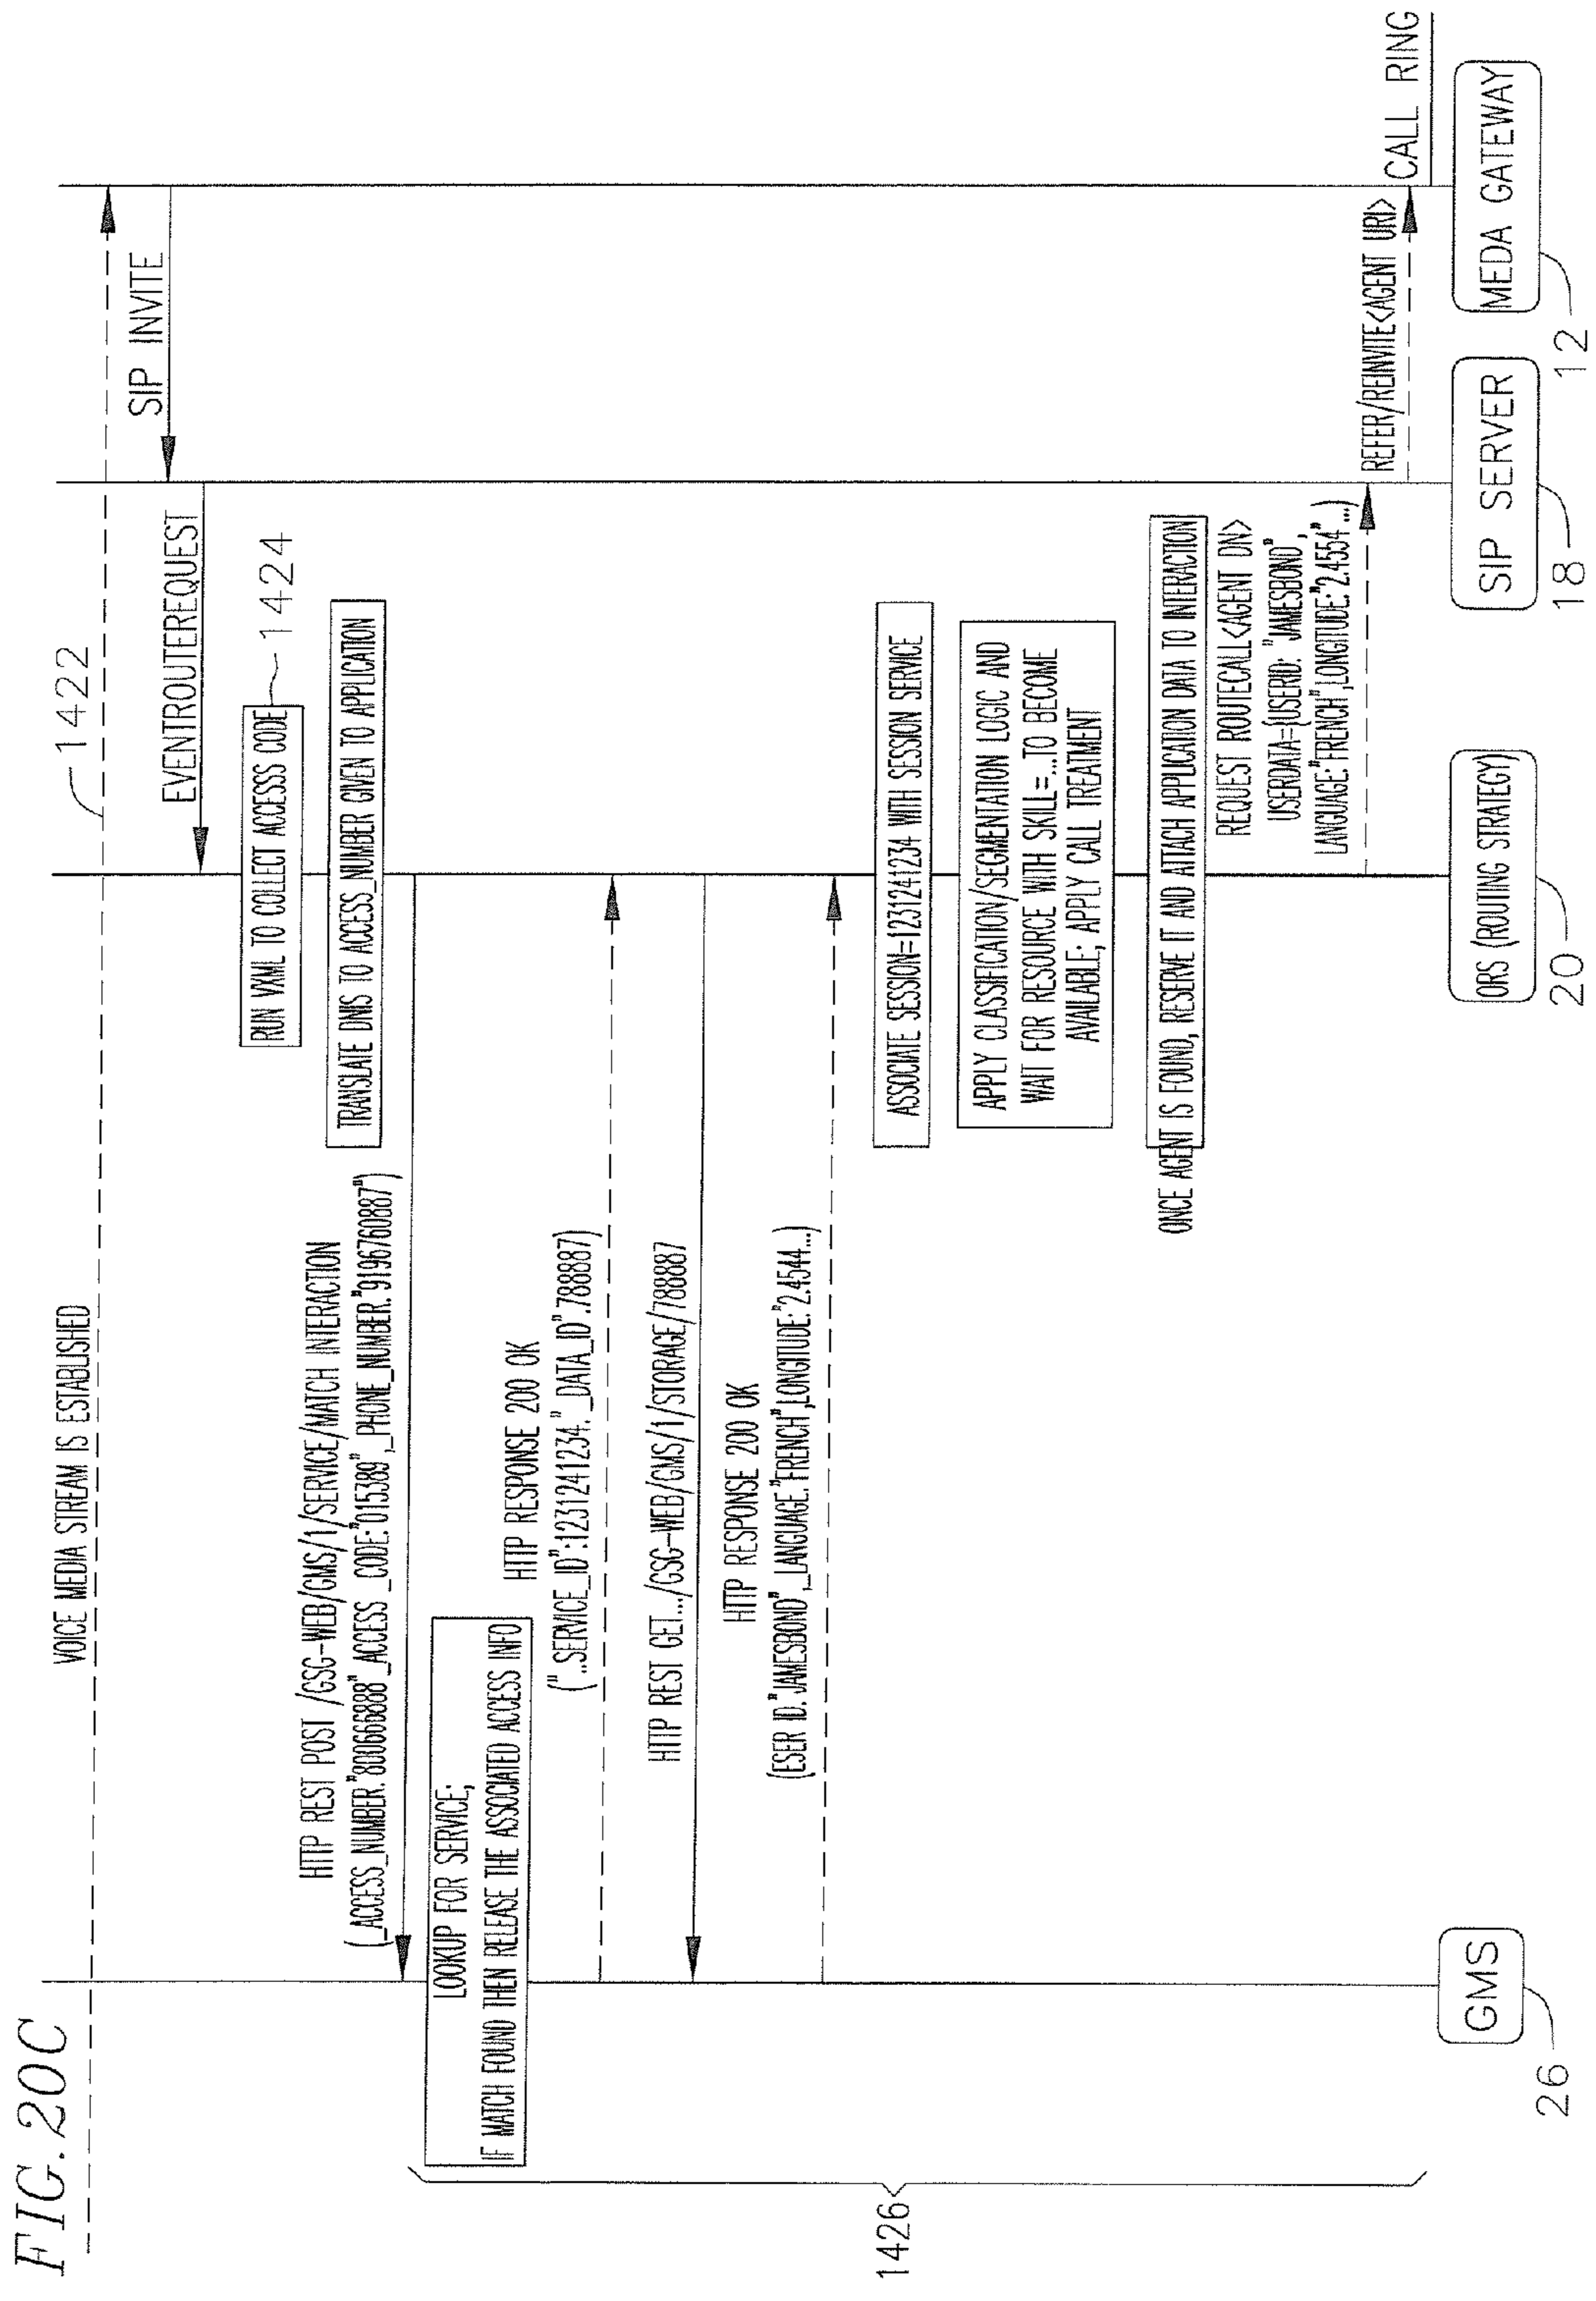 FIG. 20C
VOICE MEDIA STREAM IS ESTABLISHED
1422
SIP INVITE
EVENTROUTEREQUEST
RUN VXML TO COLLECT ACCESSS CODE
1424
TRANSLATE DNIS TO ACCESS_NUMBER GIVEN TO APPLICATION
HTTP REST POST /GSG-WEB/GMS/1/SERVICE/MATCH INTERACTION
(_ACCESS_NUMBER:"80066888"_ACCESS _CODE:"015389",_PHONE_NUMBER:"9196760887")
LOOKUP FOR SERVICE;
IF MATCH FOUND THEN RELEASE THE ASSOCIATED ACCESS INFO
HTTP RESPONSE 200 OK
("..SERVICE_ID":1231241234."_DATA_ID".788887)
HTTP REST GET.../GSG-WEB/GMS/1/STORAGE/788887
HTTP RESPONSE 200 OK
(ESER ID."JAMESBOND",_LANGUAGE."FRENCH",LONGITUDE:"2.4544...)
ASSOCIATE SESSION=1231241234 WITH SESSION SERVICE
APPLY CLASSIFICATION/SEGMENTATION LOGIC AND
WAIT FOR RESOURCE WITH SKILL=...TO BECOME
AVAILABLE; APPLY CALL TREATMENT
ONCE AGENT IS FOUND, RESERVE IT AND ATTACH APPLICATION DATA TO INTERACTION
REQUEST ROUTECALL<AGENT DN>
USERDATA={USERID: "JAMESBOND",
LANGUAGE:"FRENCH",LONGITUDE:"2.4554"...)
REFER/REINVITE<AGENT URI>
CALL RING
1426
GMS
26
ORS (ROUTING STRATEGY)
20
SIP SERVER
18
MEDA GATEWAY
12